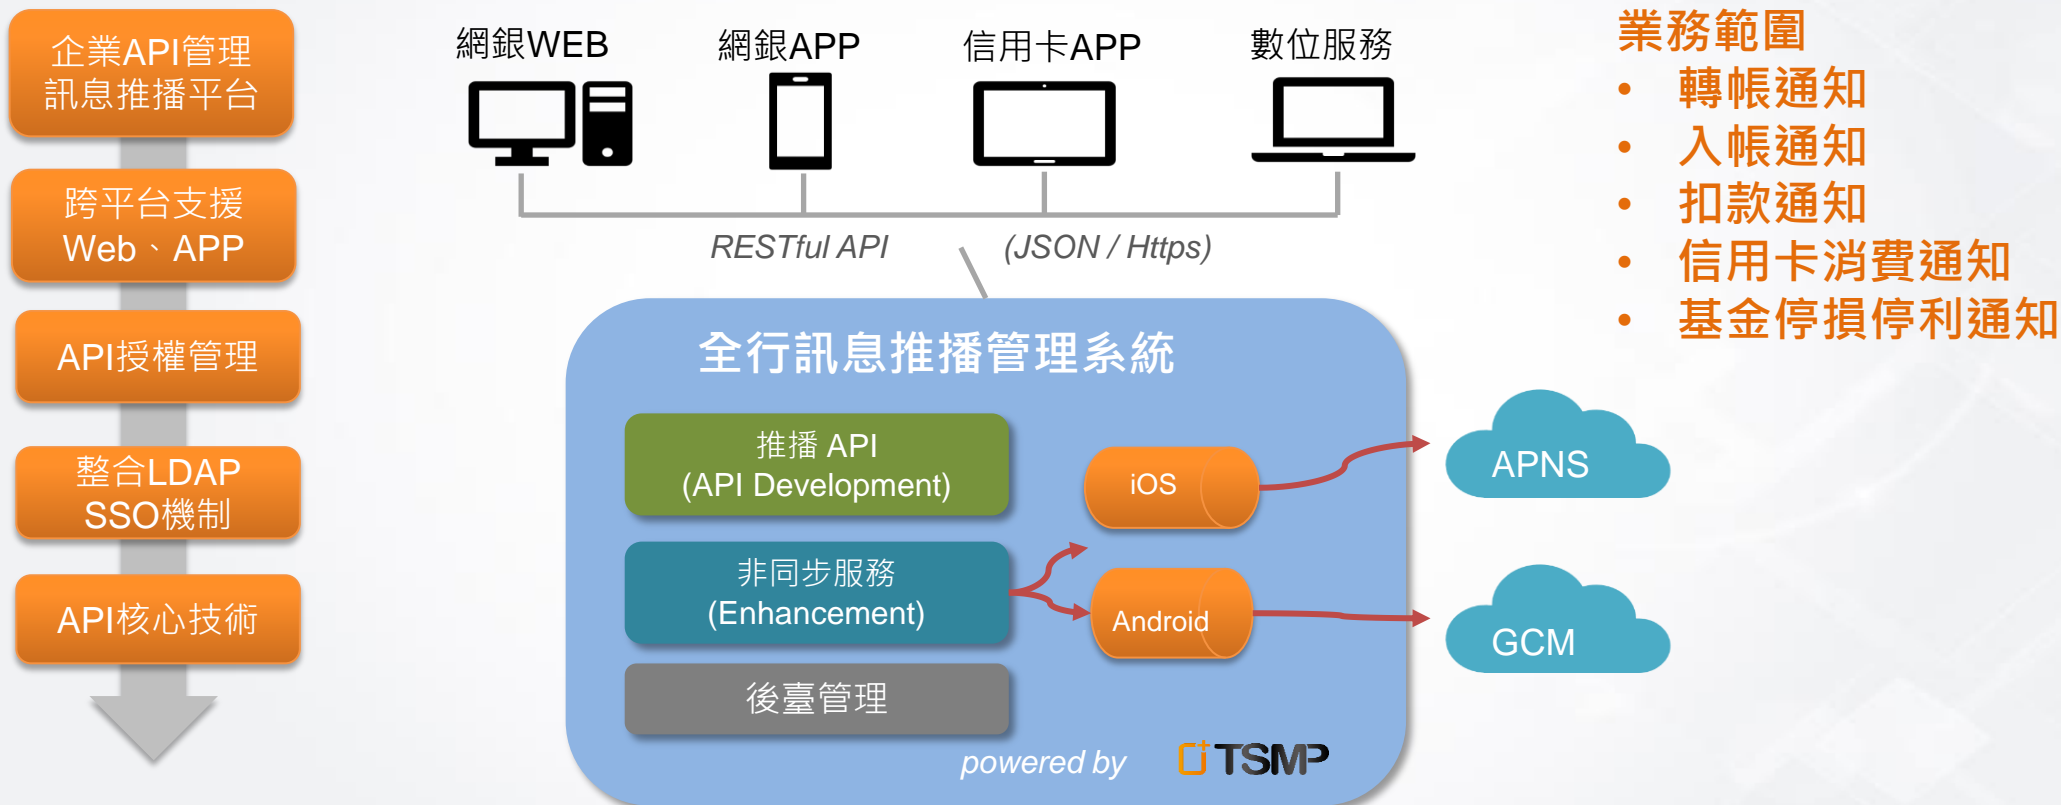 企業API管理
訊息推播平台
跨平台支援
Web、APP
API授權管理
整合LDAP
SSO機制
API核心技術
網銀WEB
網銀APP
信用卡APP
數位服務
RESTful API
(JSON / Https)
全行訊息推播管理系統
推播 API
(API Development)
非同步服務
(Enhancement)
後臺管理
iOS
Android
powered by
TSMP
APNS
GCM
業務範圍
• 轉帳通知
• 入帳通知
• 扣款通知
• 信用卡消費通知
• 基金停損停利通知